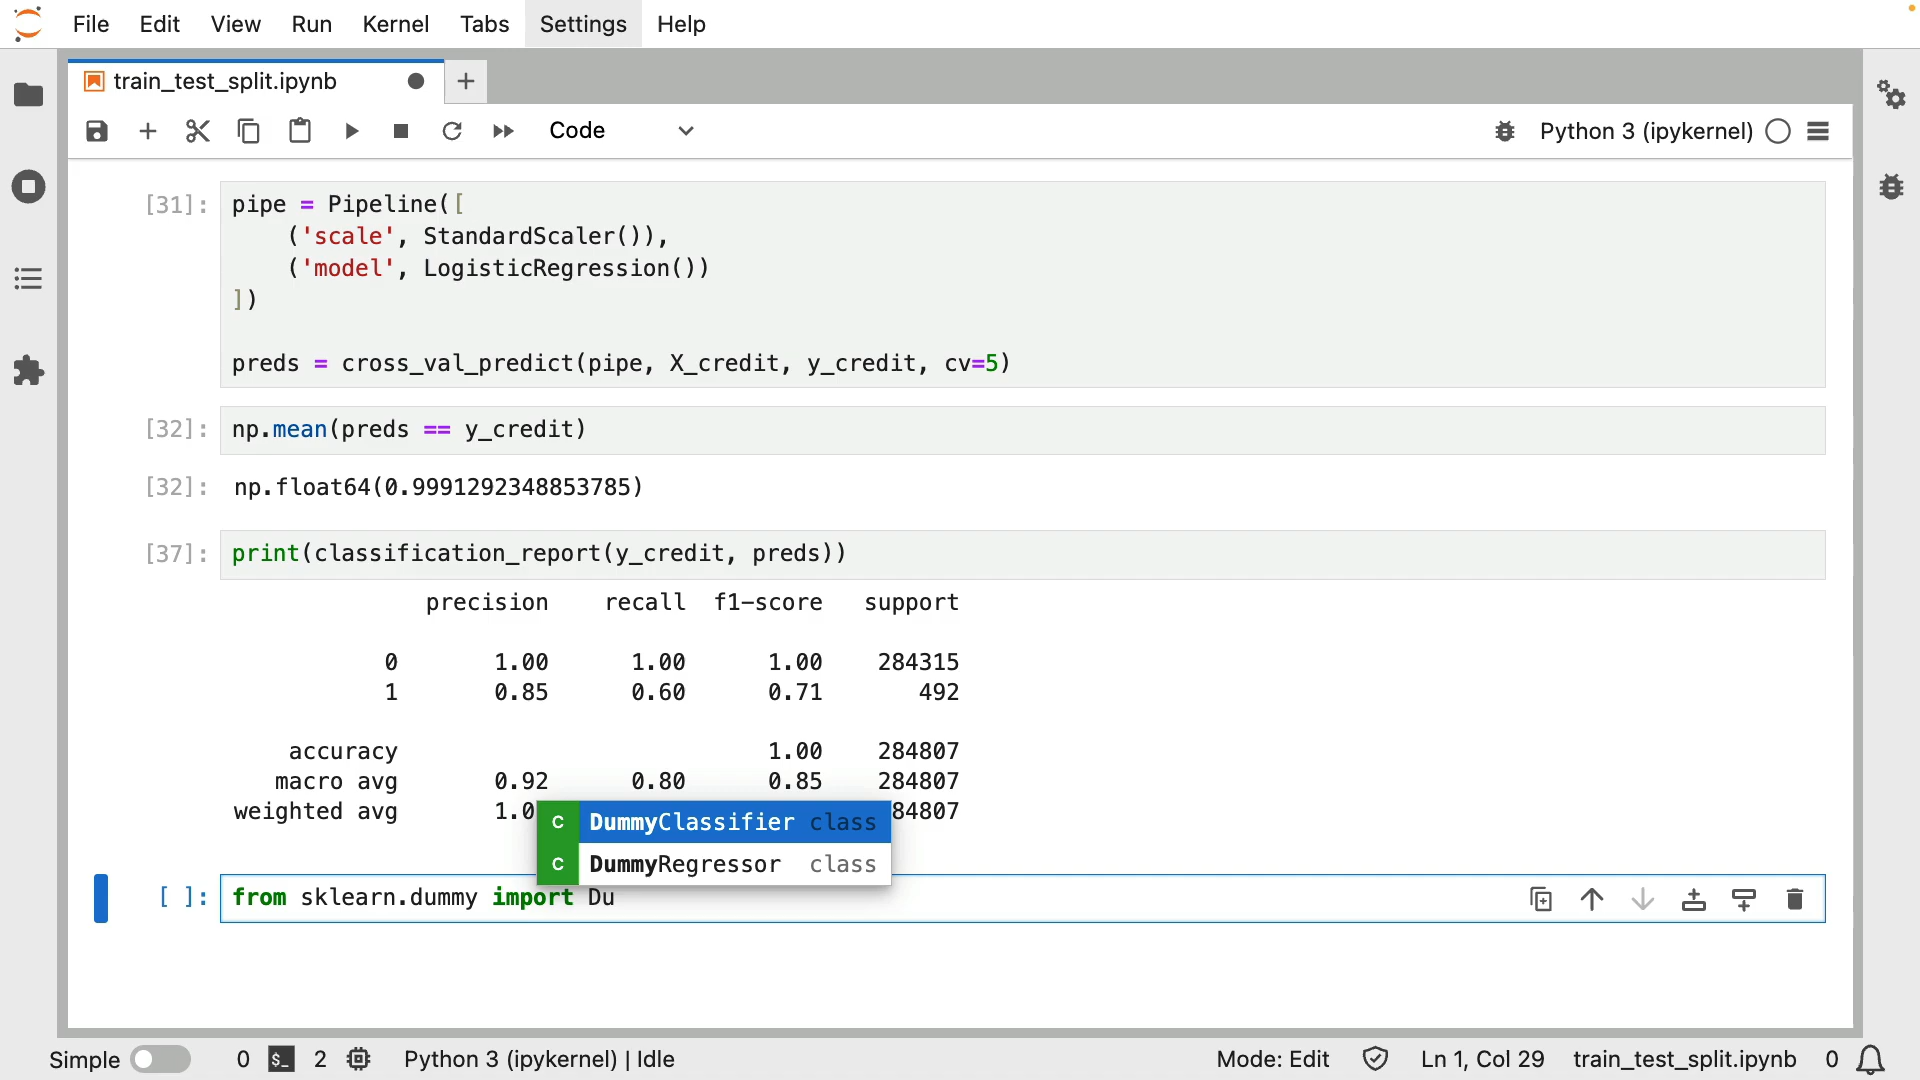 File Edit View Run Kernel Tabs Settings Help
train_test_split.ipynb
Code
Python 3 (ipykernel)
[31]:
pipe = Pipeline([
('scale', StandardScaler()),
('model', LogisticRegression())
])
preds = cross_val_predict(pipe, X_credit, y_credit, cv=5)
[32]: np.mean(preds == y_credit)
[32]: np.float64(0.9991292348853785)
[37]: print(classification_report(y_credit, preds))
precision recall f1-score support
0 1.00 1.00 1.00 284315
1 0.85 0.60 0.71 492
accuracy 1.00 284807
macro avg 0.92 0.80 0.85 284807
weighted avg 1.0 84807
C DummyClassifier class
C DummyRegressor class
[ ]: from sklearn.dummy import Du
Simple 0 $_ 2 Python 3 (ipykernel) | Idle Mode: Edit Ln 1, Col 29 train_test_split.ipynb 0